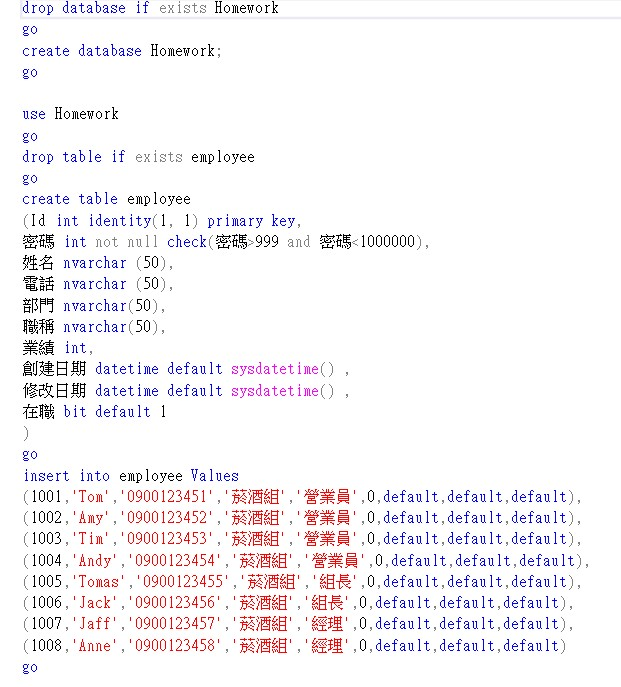 drop database if exists Homework
go
create database Homework;
go
use Homework
go
drop table if exists employee
go
create table employee
(Id int identity(1, 1) primary key,
密碼 int not null check(密碼>999 and 密碼<1000000),
姓名 nvarchar (50),
電話 nvarchar (50),
部門 nvarchar(50),
職稱 nvarchar(50),
業績 int,
創建日期 datetime default sysdatetime() ,
修改日期 datetime default sysdatetime() ,
在職 bit default 1
)
go
insert into employee Values
(1001,'Tom','0900123451','菸酒組','營業員',0,default,default,default),
(1002,'Amy','0900123452','菸酒組','營業員',0,default,default,default),
(1003,'Tim','0900123453','菸酒組','營業員',0,default,default,default),
(1004,'Andy','0900123454','菸酒組','營業員',0,default,default,default),
(1005,'Tomas','0900123455','菸酒組','組長',0,default,default,default),
(1006,'Jack','0900123456','菸酒組','組長',0,default,default,default),
(1007,'Jaff','0900123457','菸酒組','經理',0,default,default,default),
(1008,'Anne','0900123458','菸酒組','經理',0,default,default,default)
go